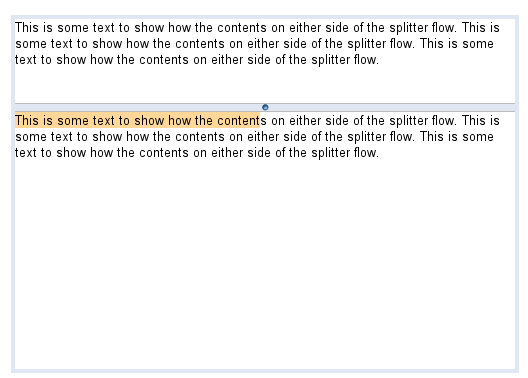 This is some text to show how the contents on either side of the splitter flow. This is
some text to show how the contents on either side of the splitter flow. This is some
text to show how the contents on either side of the splitter flow.
This is some text to show how the contents on either side of the splitter flow. This is
some text to show how the contents on either side of the splitter flow. This is some
text to show how the contents on either side of the splitter flow.